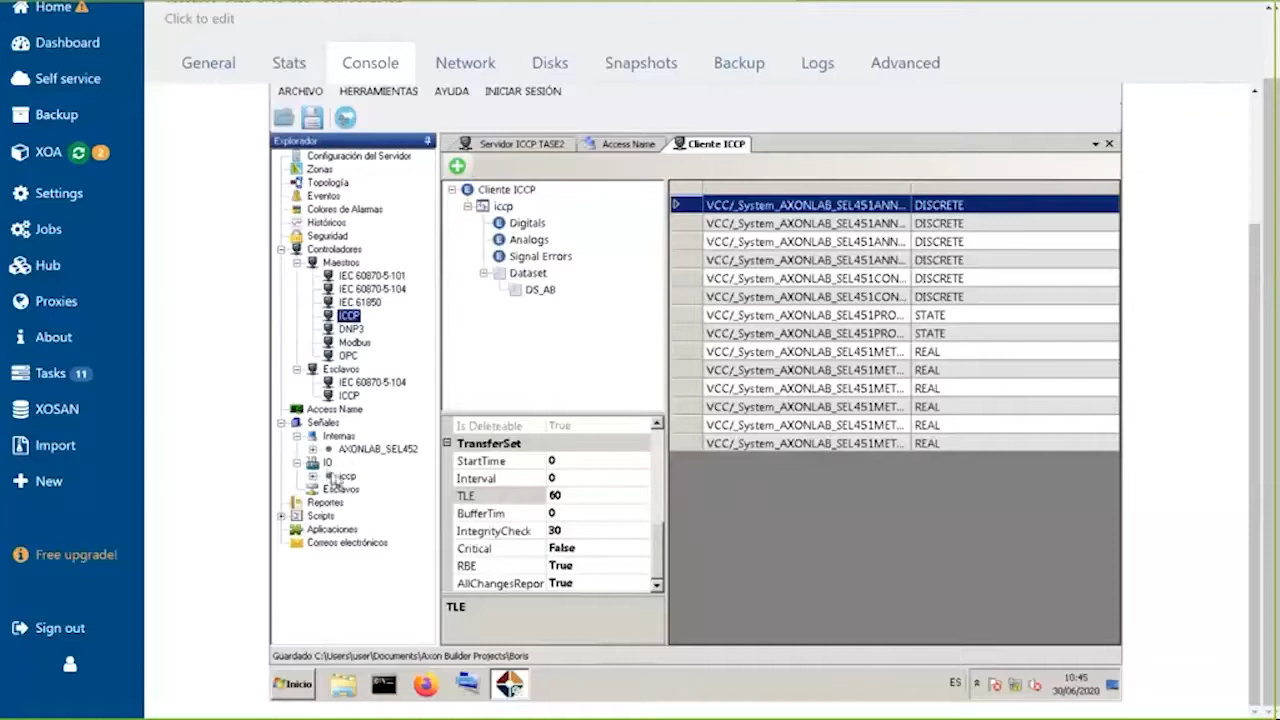 Home
Dashboard
Self service
Backup
XOA 2
Settings
Jobs
Hub
Proxies
About
Tasks 11
XOSAN
Import
New
Free upgrade!
Sign out
Click to edit
General Stats Console Network Disks Snapshots Backup Logs Advanced
ARCHIVO HERRAMIENTAS AYUDA INICIAR SESIÓN
Explorador
Configuración del Servidor
Zonas
Topología
Eventos
Colores de Alarmas
Históricos
Seguridad
Controladores
Maestros
IEC 60870-5-101
IEC 60870-5-104
IEC 61850
ICCP
DNP3
Modbus
OPC
Esclavos
IEC 60870-5-104
ICCP
Access Name
Señales
Internas
AXONLAB_SEL452
IO
iccp
Esclavos
Reportes
Scripts
Aplicaciones
Correos electrónicos
Servidor ICCP TASE2 Access Name Cliente ICCP
Cliente ICCP
iccp
Digitals
Analogs
Signal Errors
Dataset
DS_AB
Is Deleteable True
TransferSet
StartTime 0
Interval 0
TLE 60
BufferTim 0
IntegrityCheck 30
Critical False
RBE True
AllChangesRepor True
TLE
VCC/_System_AXONLAB_SEL451ANN... DISCRETE
VCC/_System_AXONLAB_SEL451ANN... DISCRETE
VCC/_System_AXONLAB_SEL451ANN... DISCRETE
VCC/_System_AXONLAB_SEL451ANN... DISCRETE
VCC/_System_AXONLAB_SEL451CON... DISCRETE
VCC/_System_AXONLAB_SEL451CON... DISCRETE
VCC/_System_AXONLAB_SEL451PRO... STATE
VCC/_System_AXONLAB_SEL451PRO... STATE
VCC/_System_AXONLAB_SEL451MET... REAL
VCC/_System_AXONLAB_SEL451MET... REAL
VCC/_System_AXONLAB_SEL451MET... REAL
VCC/_System_AXONLAB_SEL451MET... REAL
VCC/_System_AXONLAB_SEL451MET... REAL
VCC/_System_AXONLAB_SEL451MET... REAL
Guardado C:\Users\user\Documents\Axon Builder Projects\Boris
Inicio
ES
10:45
30/06/2020